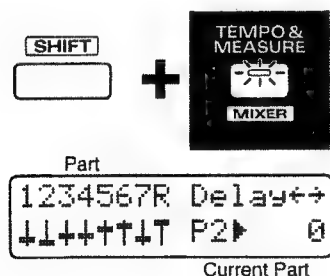 SHIFT
TEMPO &
MEASURE
MIXER
Part
1234567R Delay↔
P2▶ 0
Current Part